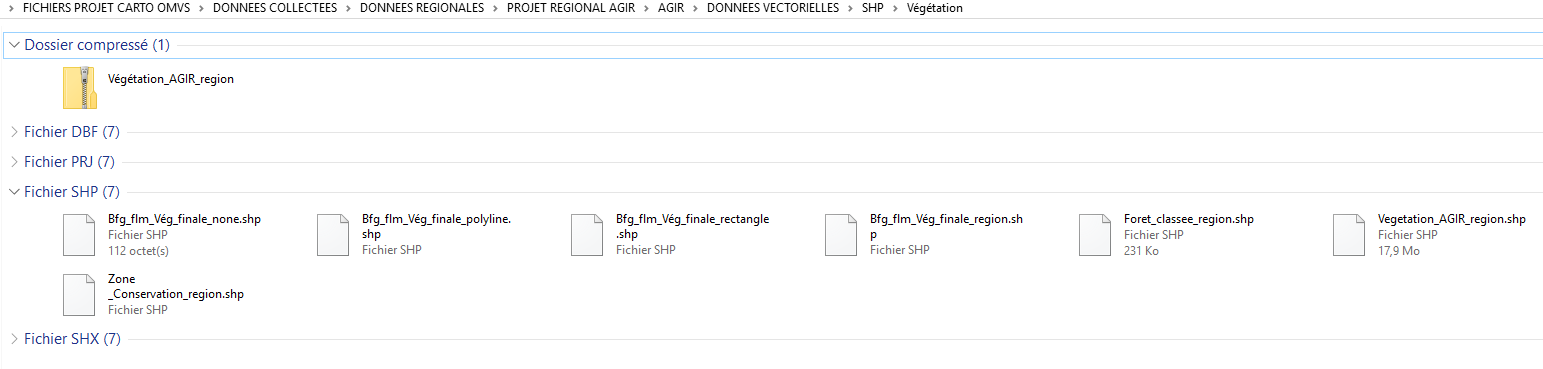 FICHIERS PROJET CARTO OMVS > DONNEES COLLECTEES > DONNEES REGIONALES > PROJET REGIONAL AGIR > AGIR > DONNEES VECTORIELLES > SHP > Végétation
Dossier compressé (1)
Végétation_AGIR_region
Fichier DBF (7)
Fichier PRJ (7)
Fichier SHP (7)
Bfg_flm_Vég_finale_none.shp
Fichier SHP
112 octet(s)
Bfg_flm_Vég_finale_polyline.
shp
Fichier SHP
Bfg_flm_Vég_finale_rectangle
.shp
Fichier SHP
Bfg_flm_Vég_finale_region.sh
p
Fichier SHP
Foret_classee_region.shp
Fichier SHP
231 Ko
Vegetation_AGIR_region.shp
Fichier SHP
17,9 Mo
Zone
_Conservation_region.shp
Fichier SHP
Fichier SHX (7)